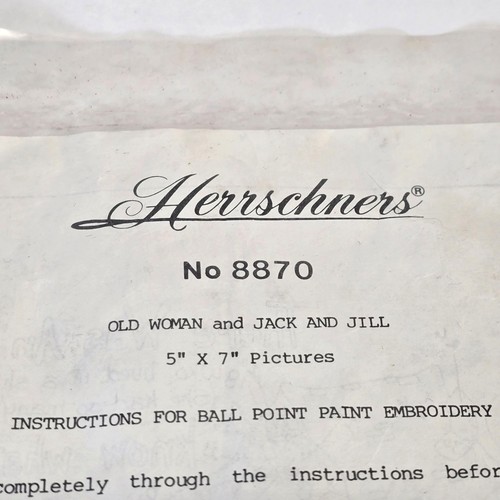 Herrschners®
No 8870
OLD WOMAN and JACK AND JILL
5" X 7" Pictures
INSTRUCTIONS FOR BALL POINT PAINT EMBROIDERY
completely through the instructions befor